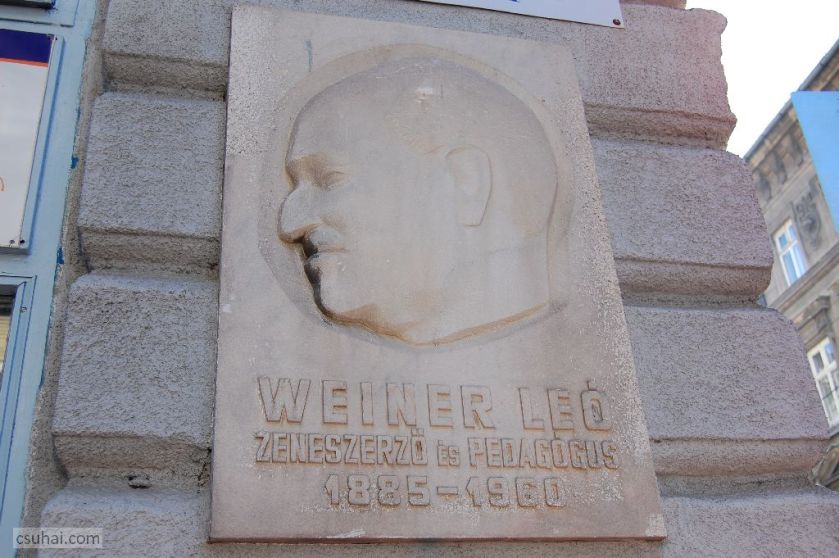 WEINER LEÓ
ZENESZERZŐ ÉS PEDAGÓGUS
1885-1960
csuhai.com